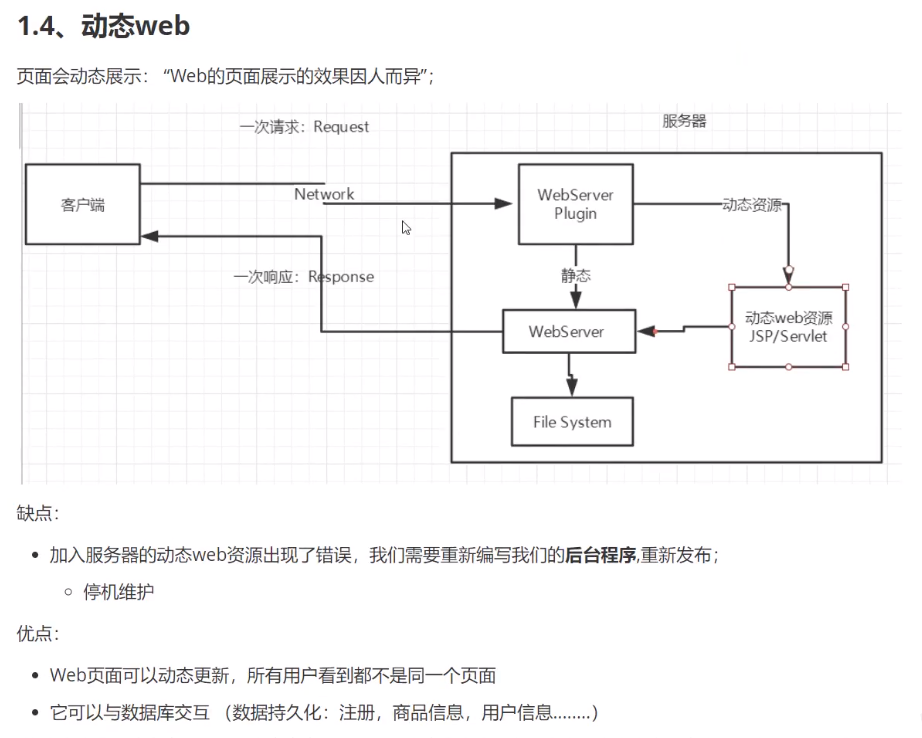 1.4、动态web
页面会动态展示： “Web的页面展示的效果因人而异”；
一次请求：Request
服务器
客户端
Network
WebServer
Plugin
动态资源
一次响应：Response
静态
动态web资源
JSP/Servlet
WebServer
File System
缺点：
加入服务器的动态web资源出现了错误，我们需要重新编写我们的后台程序,重新发布；
停机维护
优点：
Web页面可以动态更新，所有用户看到都不是同一个页面
它可以与数据库交互 （数据持久化：注册，商品信息，用户信息........）